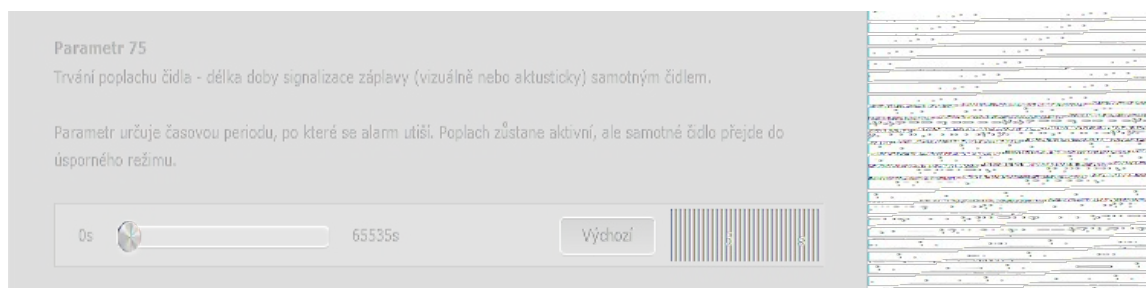 Parametr 75
Trvání poplachu čidla - délka doby signalizace záplavy (vizuálně nebo aktusticky) samotným čidlem.
Parametr určuje časovou periodu, po které se alarm utiší. Poplach zůstane aktivní, ale samotné čidlo přejde do
úsporného režimu.
0s 65535s Výchozí